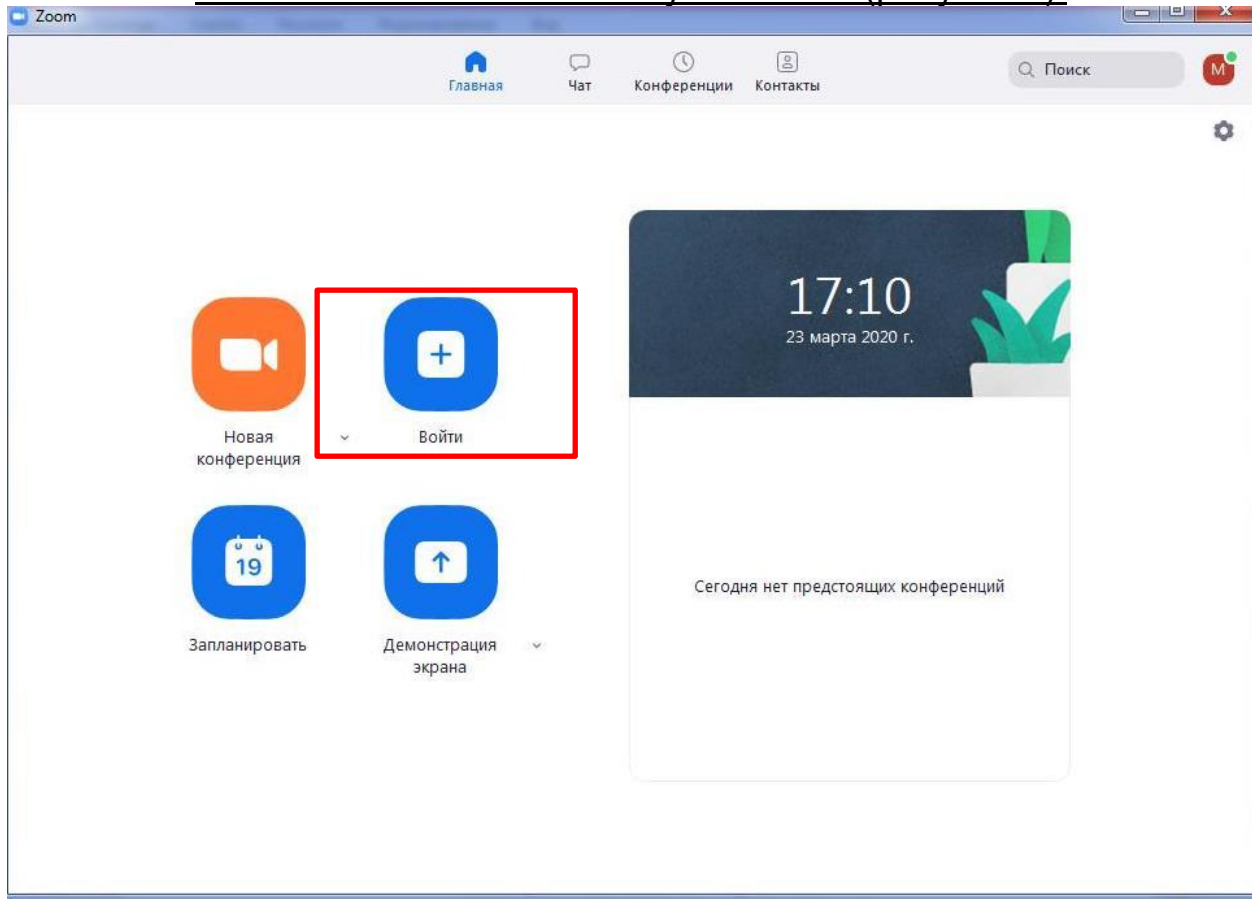 Zoom
Главная
Чат
Конференции
Контакты
Поиск
М
17:10
23 марта 2020 г.
Новая
конференция
Войти
19
Запланировать
Демонстрация
экрана
Сегодня нет предстоящих конференций